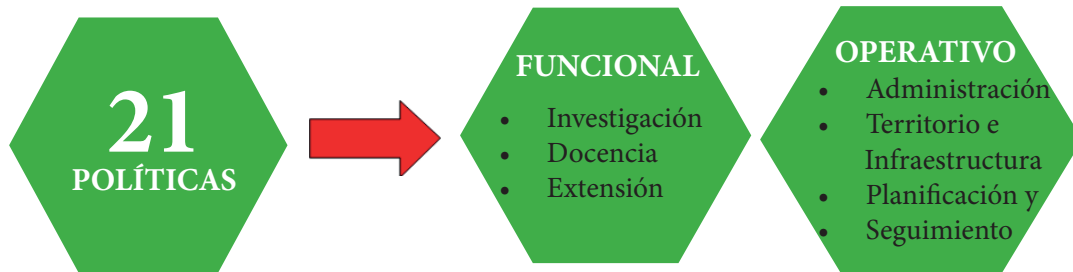 21
POLÍTICAS
FUNCIONAL
• Investigación
• Docencia
• Extensión
OPERATIVO
• Administración
• Territorio e
Infraestructura
• Planificación y
• Seguimiento